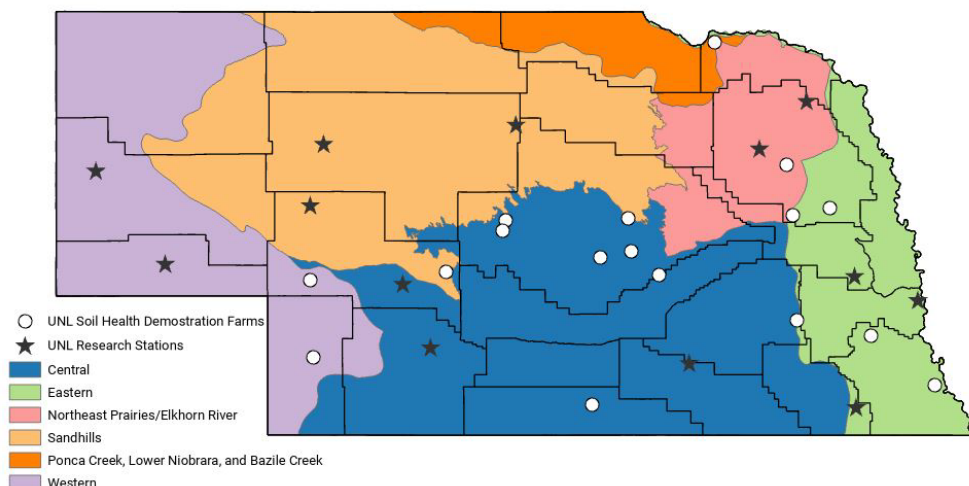 UNL Soil Health Demostration Farms
UNL Research Stations
Central
Eastern
Northeast Prairies/Elkhorn River
Sandhills
Ponca Creek, Lower Niobrara, and Bazile Creek
Western